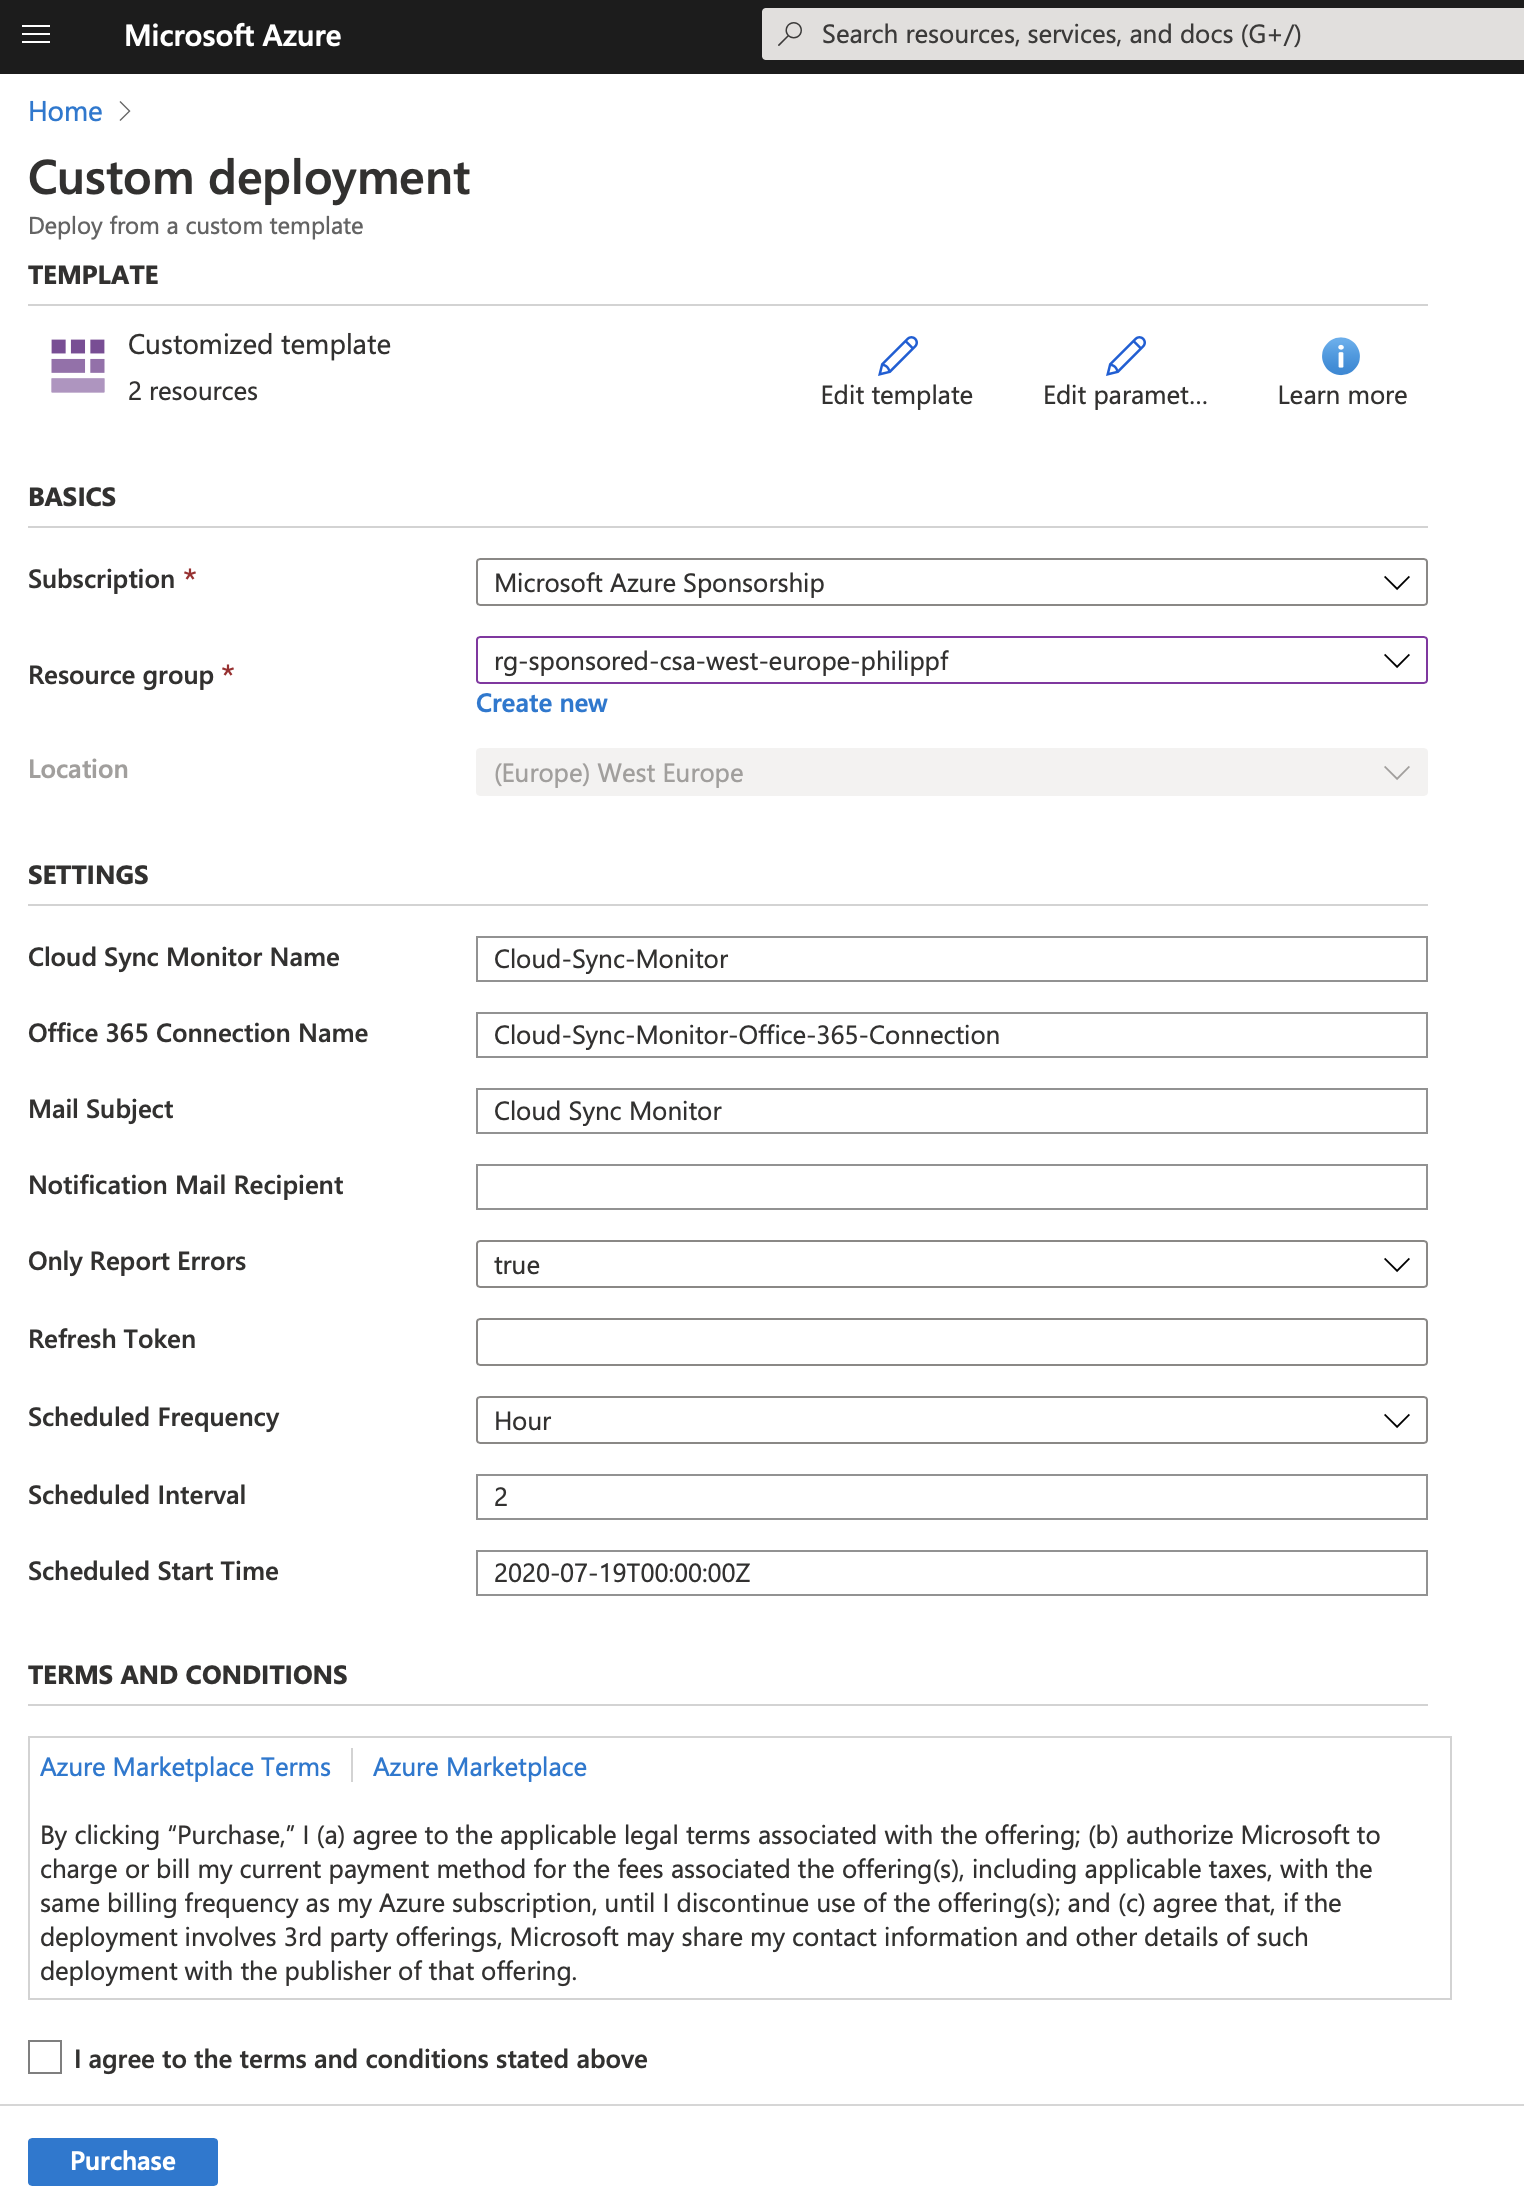 Microsoft Azure
Search resources, services, and docs (G+/)
Home
Custom deployment
Deploy from a custom template
TEMPLATE
Customized template
2 resources
Edit template
Edit paramet...
Learn more
BASICS
Subscription *
Microsoft Azure Sponsorship
Resource group *
rg-sponsored-csa-west-europe-philippf
Create new
Location
(Europe) West Europe
SETTINGS
Cloud Sync Monitor Name
Cloud-Sync-Monitor
Office 365 Connection Name
Cloud-Sync-Monitor-Office-365-Connection
Mail Subject
Cloud Sync Monitor
Notification Mail Recipient
Only Report Errors
true
Refresh Token
Scheduled Frequency
Hour
Scheduled Interval
2
Scheduled Start Time
2020-07-19T00:00:00Z
TERMS AND CONDITIONS
Azure Marketplace Terms | Azure Marketplace
By clicking “Purchase,” I (a) agree to the applicable legal terms associated with the offering; (b) authorize Microsoft to
charge or bill my current payment method for the fees associated the offering(s), including applicable taxes, with the
same billing frequency as my Azure subscription, until I discontinue use of the offering(s); and (c) agree that, if the
deployment involves 3rd party offerings, Microsoft may share my contact information and other details of such
deployment with the publisher of that offering.
I agree to the terms and conditions stated above
Purchase